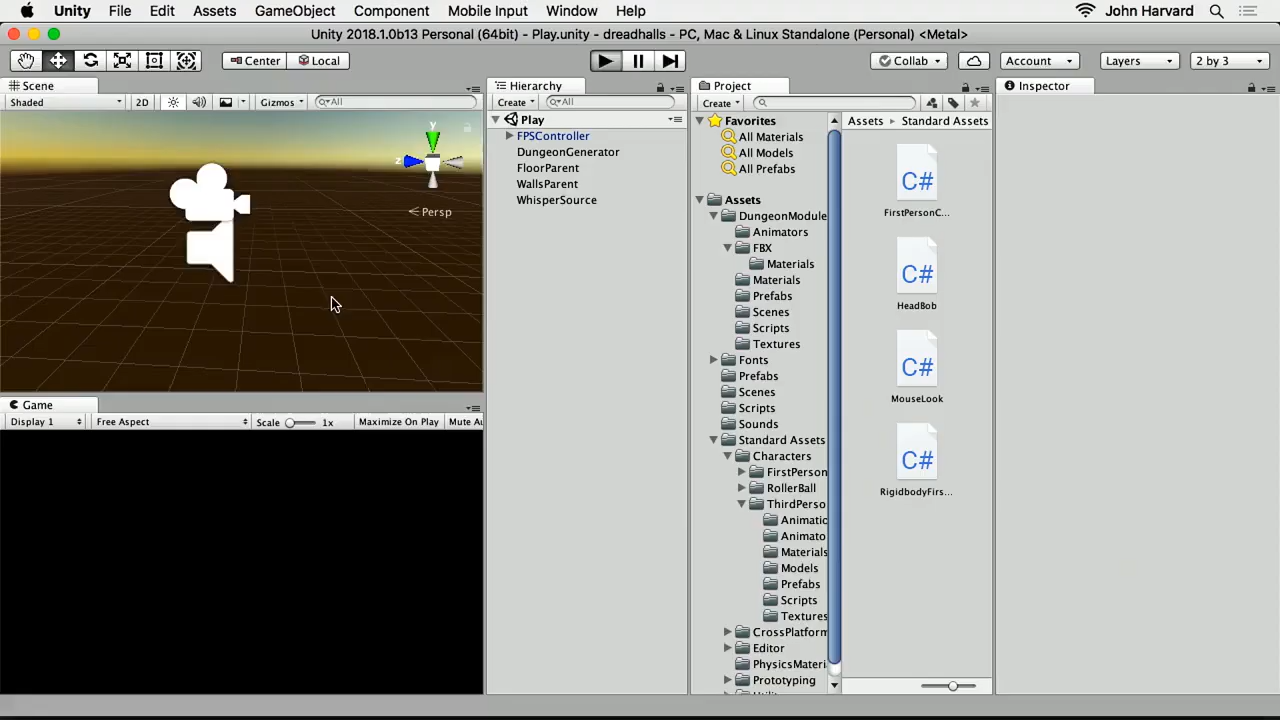 Unity File Edit Assets GameObject Component Mobile Input Window Help John Harvard
Unity 2018.1.0b13 Personal (64bit) - Play.unity - dreadhalls - PC, Mac & Linux Standalone (Personal) <Metal>
Center Local Collab Account Layers 2 by 3
Scene
Shaded 2D Gizmos All
y
z
Persp
Game
Display 1 Free Aspect Scale 1x Maximize On Play Mute Au
Hierarchy
Create All
Play
FPSController
DungeonGenerator
FloorParent
WallsParent
WhisperSource
Project
Create
Favorites
All Materials
All Models
All Prefabs
Assets
DungeonModule
Animators
FBX
Materials
Materials
Prefabs
Scenes
Scripts
Textures
Fonts
Prefabs
Scenes
Scripts
Sounds
Standard Assets
Characters
FirstPerson
RollerBall
ThirdPerso
Animatic
Animato
Materials
Models
Prefabs
Scripts
Textures
CrossPlatform
Editor
PhysicsMateri
Prototyping
Assets Standard Assets
C#
FirstPersonC...
C#
HeadBob
C#
MouseLook
C#
RigidbodyFirs...
Inspector